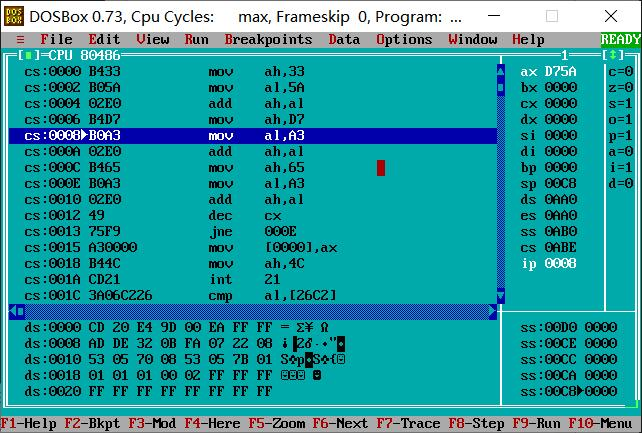 DOSBox 0.73, Cpu Cycles: max, Frameskip 0, Program: ...
≡ File Edit View Run Breakpoints Data Options Window Help READY
[■]=CPU 80486 1=[↕]
cs:0000 B433 mov ah,33 ax D75A c=0
cs:0002 B05A mov al,5A bx 0000 z=0
cs:0004 02E0 add ah,al cx 0000 s=1
cs:0006 B4D7 mov ah,D7 dx 0000 o=1
cs:0008►B0A3 mov al,A3 si 0000 p=1
cs:000A 02E0 add ah,al di 0000 a=0
cs:000C B465 mov ah,65 bp 0000 i=1
cs:000E B0A3 mov al,A3 sp 00C8 d=0
cs:0010 02E0 add ah,al ds 0AA0
cs:0012 49 dec cx es 0AA0
cs:0013 75F9 jne 000E ss 0AB0
cs:0015 A30000 mov [0000],ax cs 0ABE
cs:0018 B44C mov ah,4C ip 0008
cs:001A CD21 int 21
cs:001C 3A06C226 cmp al,[26C2]
ds:0000 CD 20 E4 9D 00 EA FF FF = Σ¥ Ω ss:00D0 0000
ds:0008 AD DE 32 0B FA 07 22 08 ss:00CE 0000
ds:0010 53 05 70 08 53 05 7B 01 S♣p◘S♣{☺ ss:00CC 0000
ds:0018 01 01 01 00 02 FF FF FF ☺☺☺ ☻ ss:00CA 0000
ds:0020 FF FF FF FF FF FF FF FF ss:00C8►0000
F1-Help F2-Bkpt F3-Mod F4-Here F5-Zoom F6-Next F7-Trace F8-Step F9-Run F10-Menu